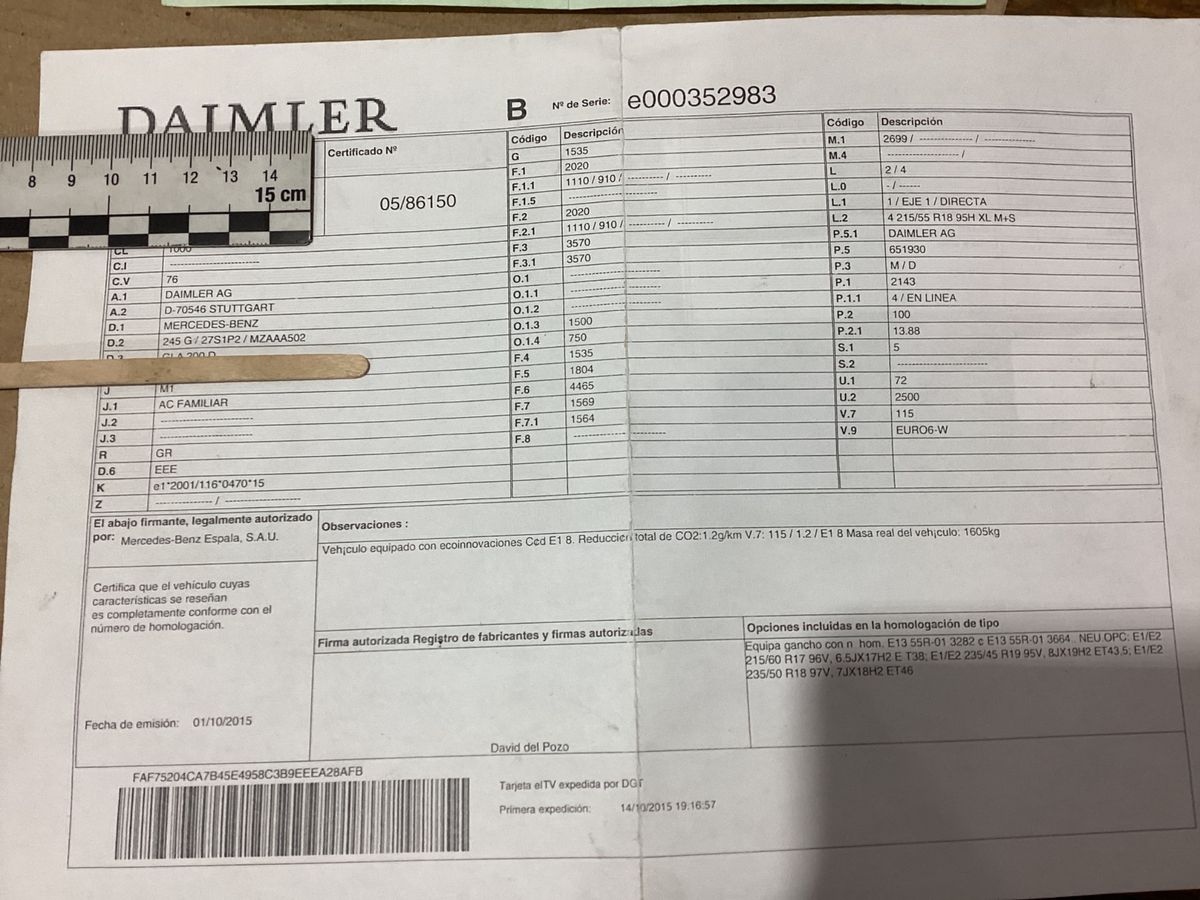 DAIMLER
B Nº de Serie: e000352983
8 9 10 11 12 13 14
15 cm
Certificado Nº
05/86150
CL 1000
C.I --------------------
C.V 76
A.1 DAIMLER AG
A.2 D-70546 STUTTGART
D.1 MERCEDES-BENZ
D.2 245 G / 27S1P2 / MZAAA502
D.3 GLA 200 D
J M1
J.1 AC FAMILIAR
J.2 --------------------
J.3 --------------------
R GR
D.6 EEE
K e1*2001/116*0470*15
Z --------------- / --------------------
Código Descripción
G 1535
F.1 2020
F.1.1 1110 / 910 / ---------- / ----------
F.1.5 --------------------
F.2 2020
F.2.1 1110 / 910 / ---------- / ----------
F.3 3570
F.3.1 3570
O.1 --------------------
O.1.1 --------------------
O.1.2 --------------------
O.1.3 1500
O.1.4 750
F.4 1535
F.5 1804
F.6 4465
F.7 1569
F.7.1 1564
F.8 --------------------
Código Descripción
M.1 2699 / --------------- / --------------
M.4 -------------------- /
L 2 / 4
L.0 - / ------
L.1 1 / EJE 1 / DIRECTA
L.2 4 215/55 R18 95H XL M+S
P.5.1 DAIMLER AG
P.5 651930
P.3 M / D
P.1 2143
P.1.1 4 / EN LINEA
P.2 100
P.2.1 13.88
S.1 5
S.2 --------------------
U.1 72
U.2 2500
V.7 115
V.9 EURO6-W
El abajo firmante, legalmente autorizado
por: Mercedes-Benz Espala, S.A.U.
Certifica que el vehículo cuyas
características se reseñan
es completamente conforme con el
número de homologación.
Fecha de emisión: 01/10/2015
Observaciones :
Veh¡culo equipado con ecoinnovaciones C¢d E1 8. Reducci¢n total de CO2:1.2g/km V.7: 115 / 1.2 / E1 8 Masa real del veh¡culo: 1605kg
Firma autorizada Registro de fabricantes y firmas autorizadas
David del Pozo
Opciones incluidas en la homologación de tipo
Equipa gancho con n hom. E13 55R-01 3282 ¢ E13 55R-01 3664.. NEU.OPC: E1/E2
215/60 R17 96V, 6.5JX17H2 E T38; E1/E2 235/45 R19 95V, 8JX19H2 ET43,5; E1/E2
235/50 R18 97V, 7JX18H2 ET46
FAF75204CA7B45E4958C3B9EEEA28AFB
Tarjeta eITV expedida por DGT
Primera expedición: 14/10/2015 19:16:57